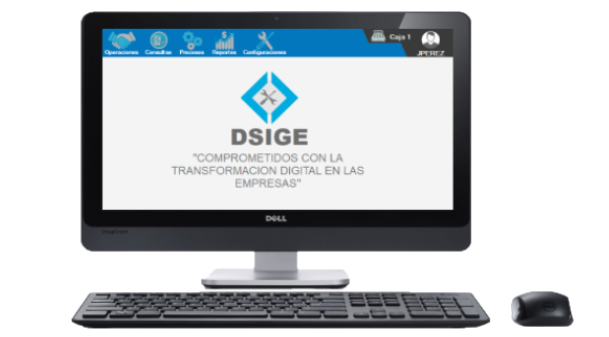 Operaciones Consultas Procesos Reportes Configuraciones
Caja 1
JPEREZ
DSIGE
"COMPROMETIDOS CON LA
TRANSFORMACION DIGITAL EN LAS
EMPRESAS"
DELL